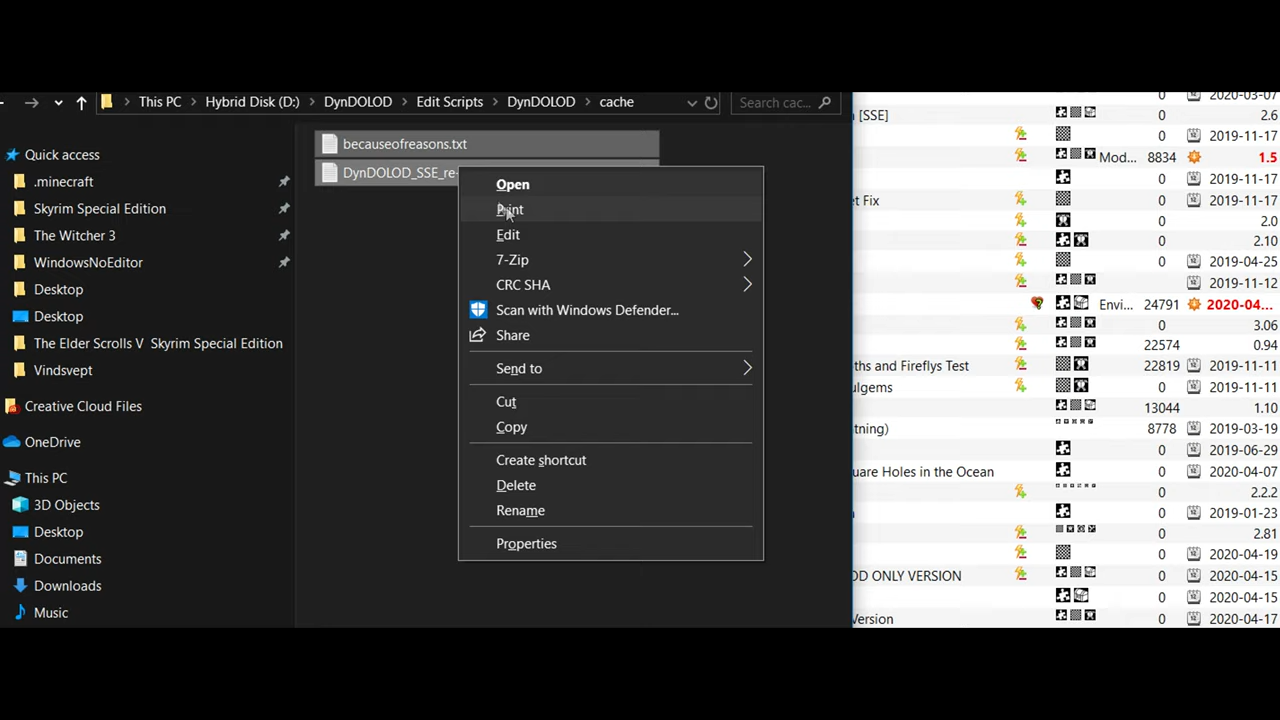 This PC
Hybrid Disk (D:)
DynDOLOD
Edit Scripts
DynDOLOD
cache
Search cac...
Quick access
.minecraft
Skyrim Special Edition
The Witcher 3
WindowsNoEditor
Desktop
Desktop
The Elder Scrolls V Skyrim Special Edition
Vindsvept
Creative Cloud Files
OneDrive
This PC
3D Objects
Desktop
Documents
Downloads
Music
becauseofreasons.txt
DynDOLOD_SSE_re
Open
Print
Edit
7-Zip
CRC SHA
Scan with Windows Defender...
Share
Send to
Cut
Copy
Create shortcut
Delete
Rename
Properties
0 2020-03-07
[SSE] 0 2.6
0 2019-11-17
Mod... 8834 1.5
0 2019-11-17
et Fix 0 2019-11-17
0 2.0
0 2.10
0 2019-04-25
0 2019-11-12
Envi... 24791 2020-04...
0 3.06
22574 0.94
ths and Fireflys Test 22819 2019-11-11
ulgems 0 2019-11-11
13044 1.10
tning) 8778 2019-03-19
0 2019-06-29
uare Holes in the Ocean 0 2020-04-07
0 2.2.2
0 2019-01-23
0 2.81
0 2020-04-19
OD ONLY VERSION 0 2020-04-15
0 2020-04-15
Version 0 2020-04-17